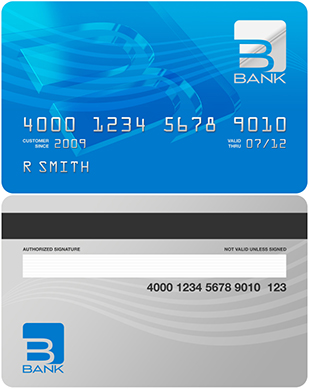 B
BANK
4000 1234 5678 9010
CUSTOMER SINCE 2009 VALID THRU 07/12
R SMITH
AUTHORIZED SIGNATURE NOT VALID UNLESS SIGNED
4000 1234 5678 9010 123
B
BANK